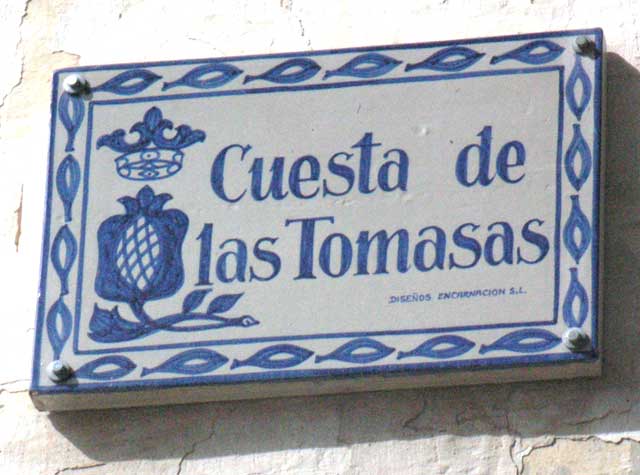 Cuesta de
las Tomasas
DISEÑOS ENCARNACION S.L.